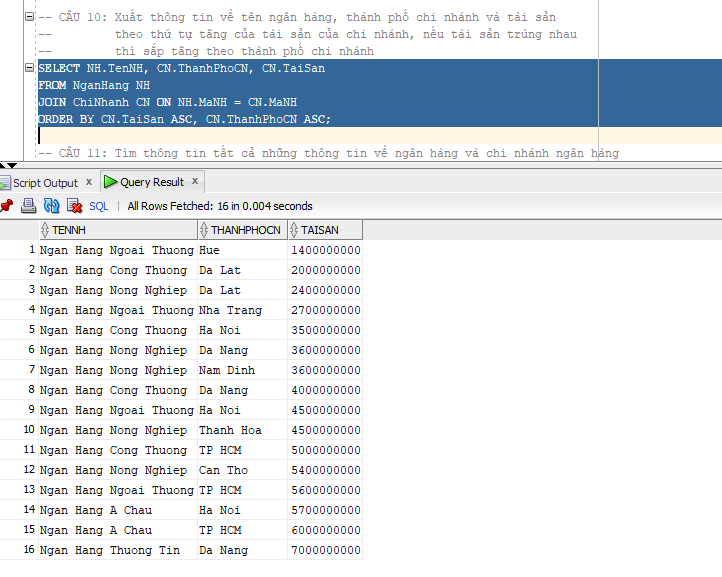 -- CÂU 10: Xuất thông tin về tên ngân hàng, thành phố chi nhánh và tài sản
-- theo thứ tự tăng của tài sản của chi nhánh, nếu tài sản trùng nhau
-- thì sắp tăng theo thành phố chi nhánh
SELECT NH.TenNH, CN.ThanhPhoCN, CN.TaiSan
FROM NganHang NH
JOIN ChiNhanh CN ON NH.MaNH = CN.MaNH
ORDER BY CN.TaiSan ASC, CN.ThanhPhoCN ASC;
-- CÂU 11: Tìm thông tin tất cả những thông tin về ngân hàng và chi nhánh ngân hàng
Script Output x Query Result x
SQL | All Rows Fetched: 16 in 0.004 seconds
TENNH THANHPHOCN TAISAN
1 Ngan Hang Ngoai Thuong Hue 1400000000
2 Ngan Hang Cong Thuong Da Lat 2000000000
3 Ngan Hang Nong Nghiep Da Lat 2400000000
4 Ngan Hang Ngoai Thuong Nha Trang 2700000000
5 Ngan Hang Cong Thuong Ha Noi 3500000000
6 Ngan Hang Nong Nghiep Da Nang 3600000000
7 Ngan Hang Nong Nghiep Nam Dinh 3600000000
8 Ngan Hang Cong Thuong Da Nang 4000000000
9 Ngan Hang Ngoai Thuong Ha Noi 4500000000
10 Ngan Hang Nong Nghiep Thanh Hoa 4500000000
11 Ngan Hang Cong Thuong TP HCM 5000000000
12 Ngan Hang Nong Nghiep Can Tho 5400000000
13 Ngan Hang Ngoai Thuong TP HCM 5600000000
14 Ngan Hang A Chau Ha Noi 5700000000
15 Ngan Hang A Chau TP HCM 6000000000
16 Ngan Hang Thuong Tin Da Nang 7000000000